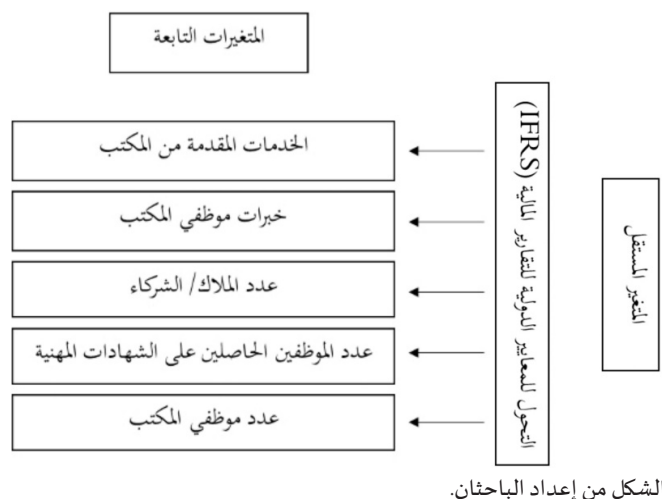 المتغيرات التابعة
المتغير المستقل
التحول للمعايير الدولية للتقارير المالية (IFRS)
الخدمات المقدمة من المكتب
خبرات موظفي المكتب
عدد الملاك/ الشركاء
عدد الموظفين الحاصلين على الشهادات المهنية
عدد موظفي المكتب
الشكل من إعداد الباحثان.